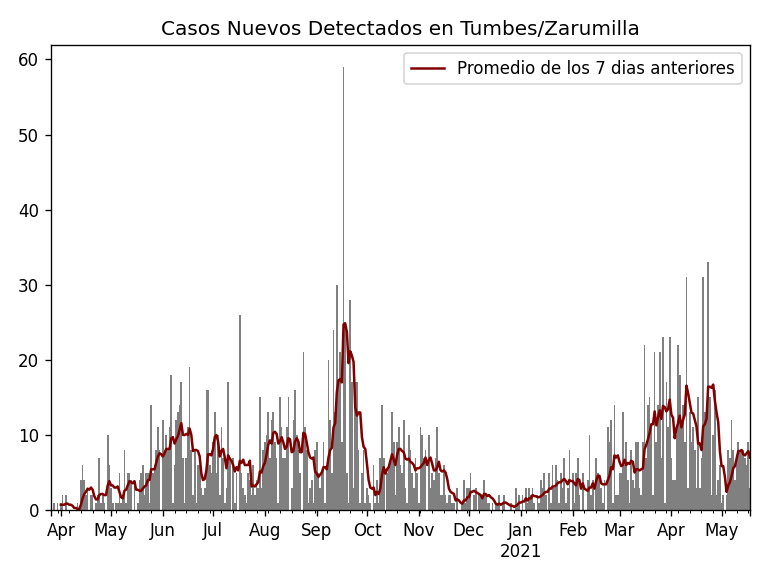 Casos Nuevos Detectados en Tumbes/Zarumilla
Promedio de los 7 dias anteriores
60
50
40
30
20
10
0
Apr May Jun Jul Aug Sep Oct Nov Dec Jan Feb Mar Apr May
2021